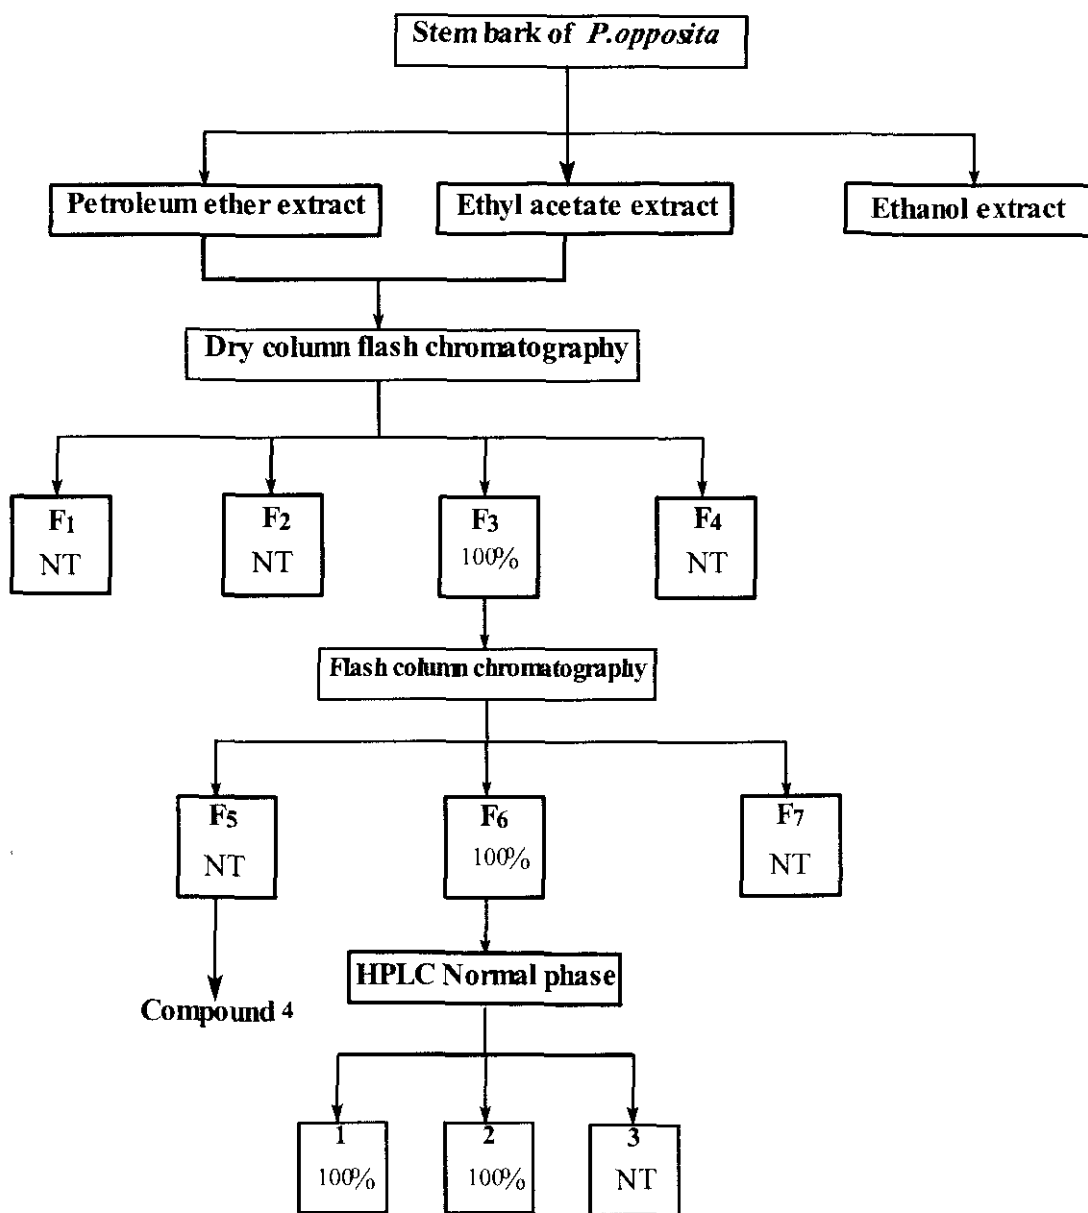 Stem bark of P.opposita
Petroleum ether extract
Ethyl acetate extract
Ethanol extract
Dry column flash chromatography
F1
NT
F2
NT
F3
100%
F4
NT
Flash column chromatography
F5
NT
F6
100%
F7
NT
Compound 4
HPLC Normal phase
1
100%
2
100%
3
NT